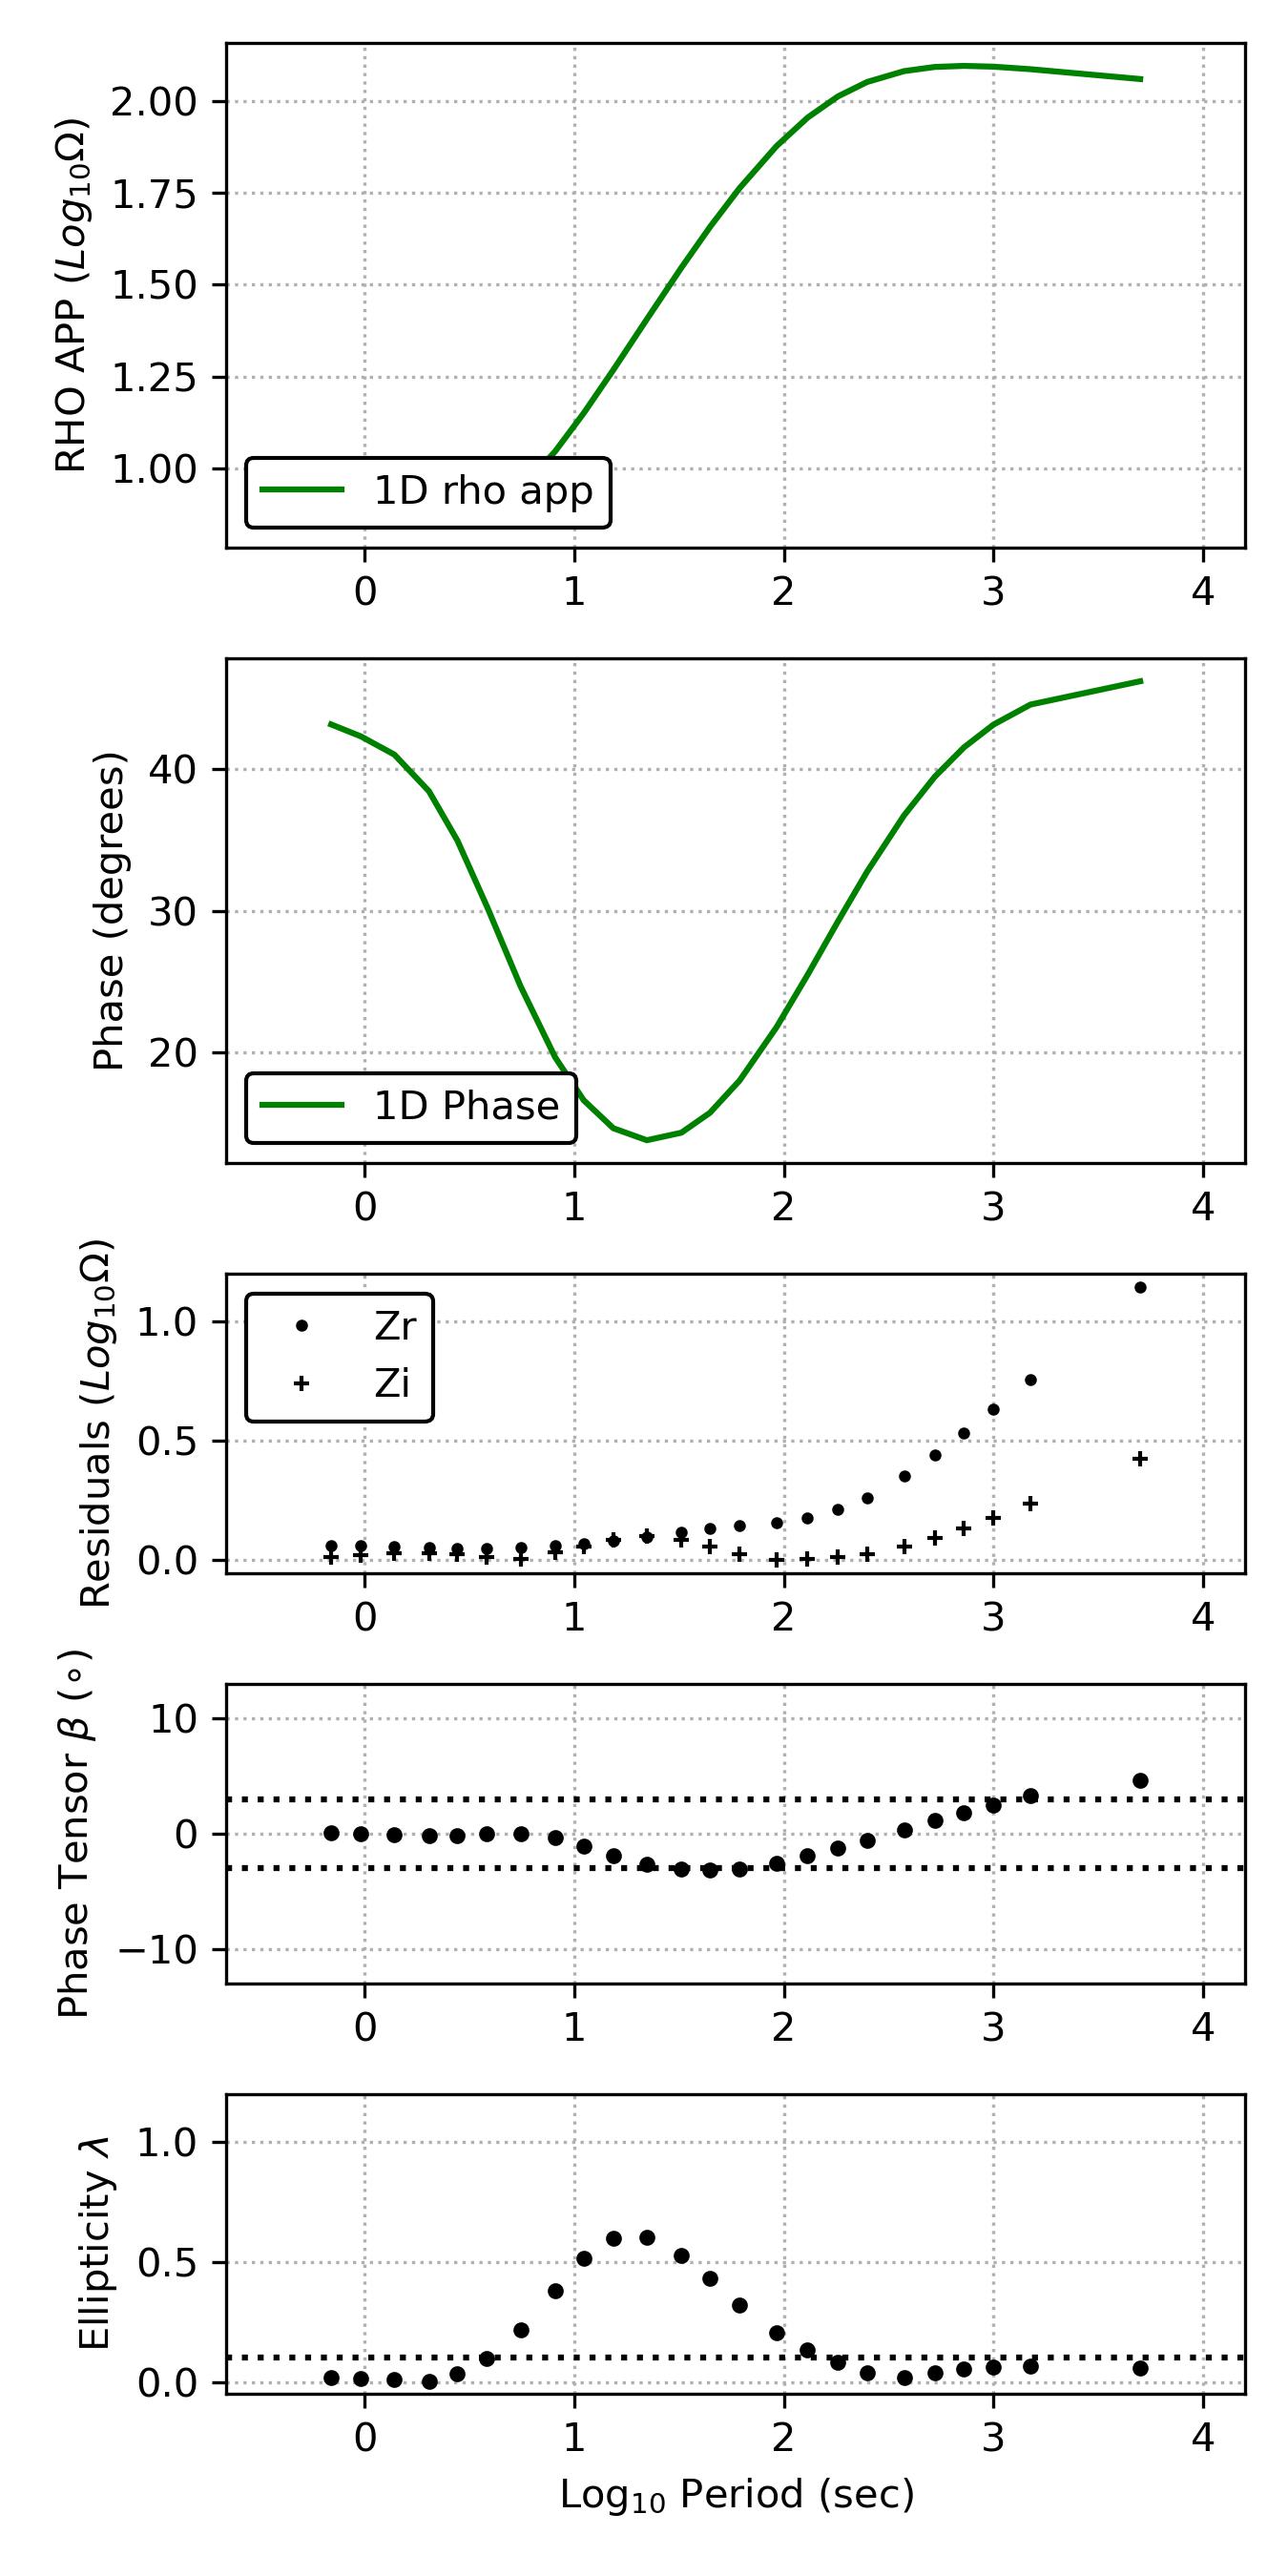 RHO APP (Log₁₀Ω)
2.00
1.75
1.50
1.25
1.00
1D rho app
0 1 2 3 4
Phase (degrees)
40
30
20
1D Phase
0 1 2 3 4
Residuals (Log₁₀Ω)
1.0
0.5
0.0
Zr
Zi
0 1 2 3 4
Phase Tensor β (∘)
10
0
−10
0 1 2 3 4
Ellipticity λ
1.0
0.5
0.0
0 1 2 3 4
Log₁₀ Period (sec)